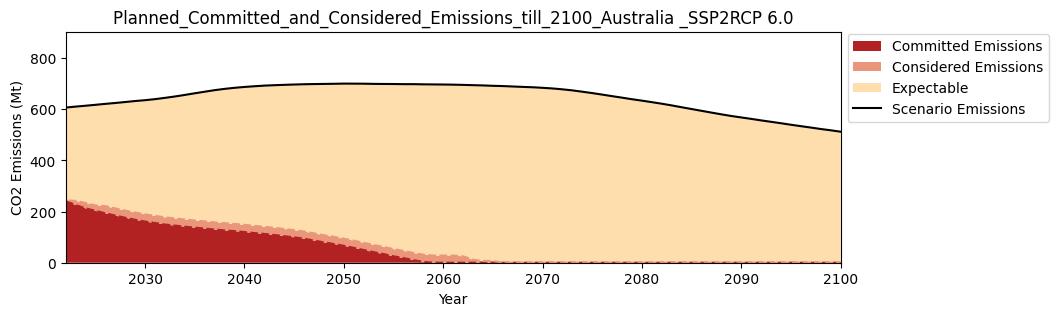 Planned_Committed_and_Considered_Emissions_till_2100_Australia _SSP2RCP 6.0
Committed Emissions
Considered Emissions
Expectable
Scenario Emissions
CO2 Emissions (Mt)
800
600
400
200
0
2030 2040 2050 2060 2070 2080 2090 2100
Year